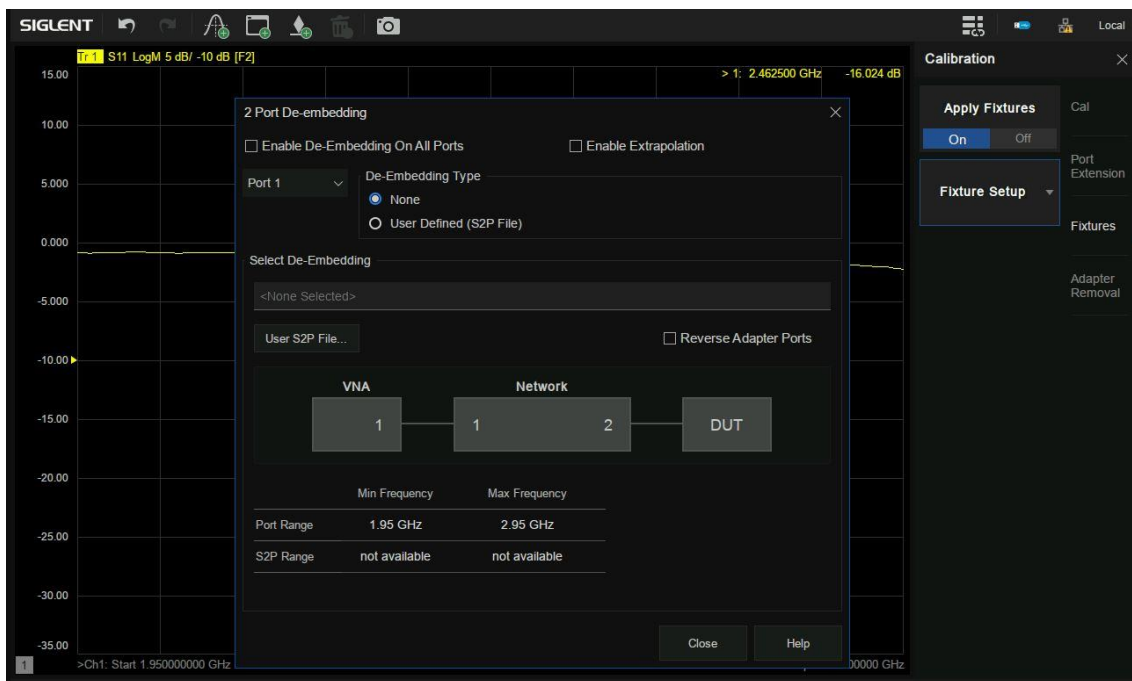 SIGLENT Local
Tr 1 S11 LogM 5 dB/ -10 dB [F2]
> 1: 2.462500 GHz -16.024 dB
15.00
10.00
5.000
0.000
-5.000
-10.00
-15.00
-20.00
-25.00
-30.00
-35.00
1 >Ch1: Start 1.950000000 GHz
0000 GHz
2 Port De-embedding
Enable De-Embedding On All Ports Enable Extrapolation
Port 1
De-Embedding Type
None
User Defined (S2P File)
Select De-Embedding
<None Selected>
User S2P File... Reverse Adapter Ports
VNA Network
1 1 2 DUT
Min Frequency Max Frequency
Port Range 1.95 GHz 2.95 GHz
S2P Range not available not available
Close Help
Calibration
Apply Fixtures
On Off
Fixture Setup
Cal
Port
Extension
Fixtures
Adapter
Removal